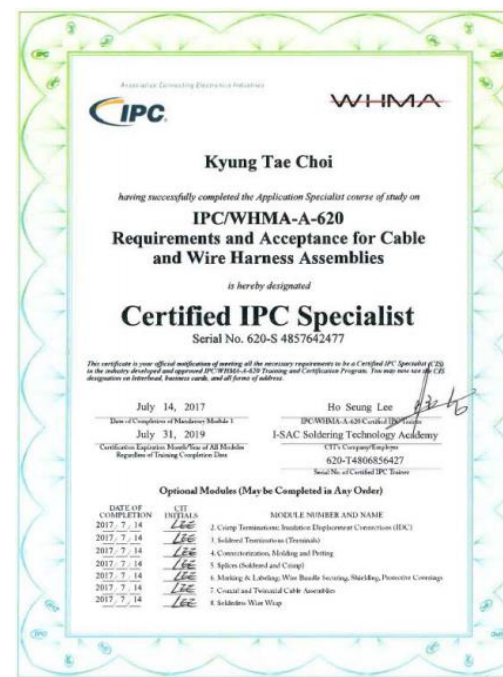 Association Connecting Electronics Industries
IPC
WHMA
Kyung Tae Choi
having successfully completed the Application Specialist course of study on
IPC/WHMA-A-620
Requirements and Acceptance for Cable
and Wire Harness Assemblies
is hereby designated
Certified IPC Specialist
Serial No. 620-S 4857642477
This certificate is your official notification of meeting all the necessary requirements to be a Certified IPC Specialist (CIS)
in the industry developed and approved IPC/WHMA-A-620 Training and Certification Program. You may now use the CIS
designation on letterhead, business cards, and all forms of address.
July 14, 2017
Date of Completion of Mandatory Module 1
July 31, 2019
Certification Expiration Month/Year of All Modules
Regardless of Training Completion Date
Ho Seung Lee
IPC/WHMA-A-620 Certified IPC Trainer
I-SAC Soldering Technology Academy
CIT's Company/Employer
620-T4806856427
Serial No. of Certified IPC Trainer
Optional Modules (May be Completed in Any Order)
DATE OF COMPLETION CIT INITIALS MODULE NUMBER AND NAME
2017 / 7 / 14 LEE 2. Crimp Terminations; Insulation Displacement Connections (IDC)
2017 / 7 / 14 LEE 3. Soldered Terminations (Terminals)
2017 / 7 / 14 LEE 4. Connectorization, Molding and Potting
2017 / 7 / 14 LEE 5. Splices (Soldered and Crimp)
2017 / 7 / 14 LEE 6. Marking & Labeling; Wire Bundle Securing, Shielding, Protective Coverings
2017 / 7 / 14 LEE 7. Coaxial and Twinaxial Cable Assemblies
2017 / 7 / 14 LEE 8. Solderless Wire Wrap